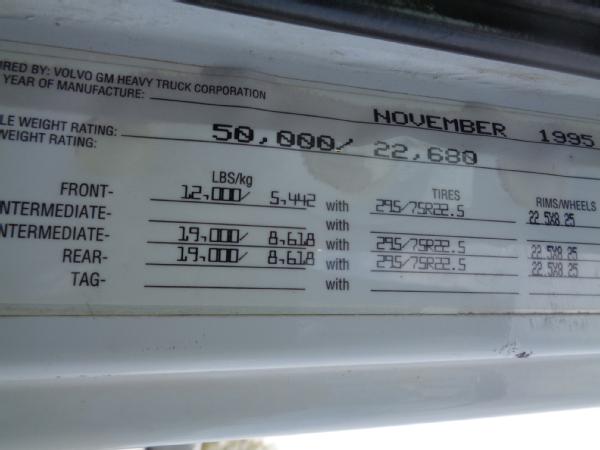 URED BY: VOLVO GM HEAVY TRUCK CORPORATION
YEAR OF MANUFACTURE: NOVEMBER 1995
LE WEIGHT RATING: 50,000/ 22,680
WEIGHT RATING:
LBS/kg TIRES RIMS/WHEELS
FRONT- 12,000/ 5,442 with 295/75R22.5 22.5X8.25
NTERMEDIATE- with
NTERMEDIATE- 19,000/ 8,618 with 295/75R22.5 22.5X8.25
REAR- 19,000/ 8,618 with 295/75R22.5 22.5X8.25
TAG- with